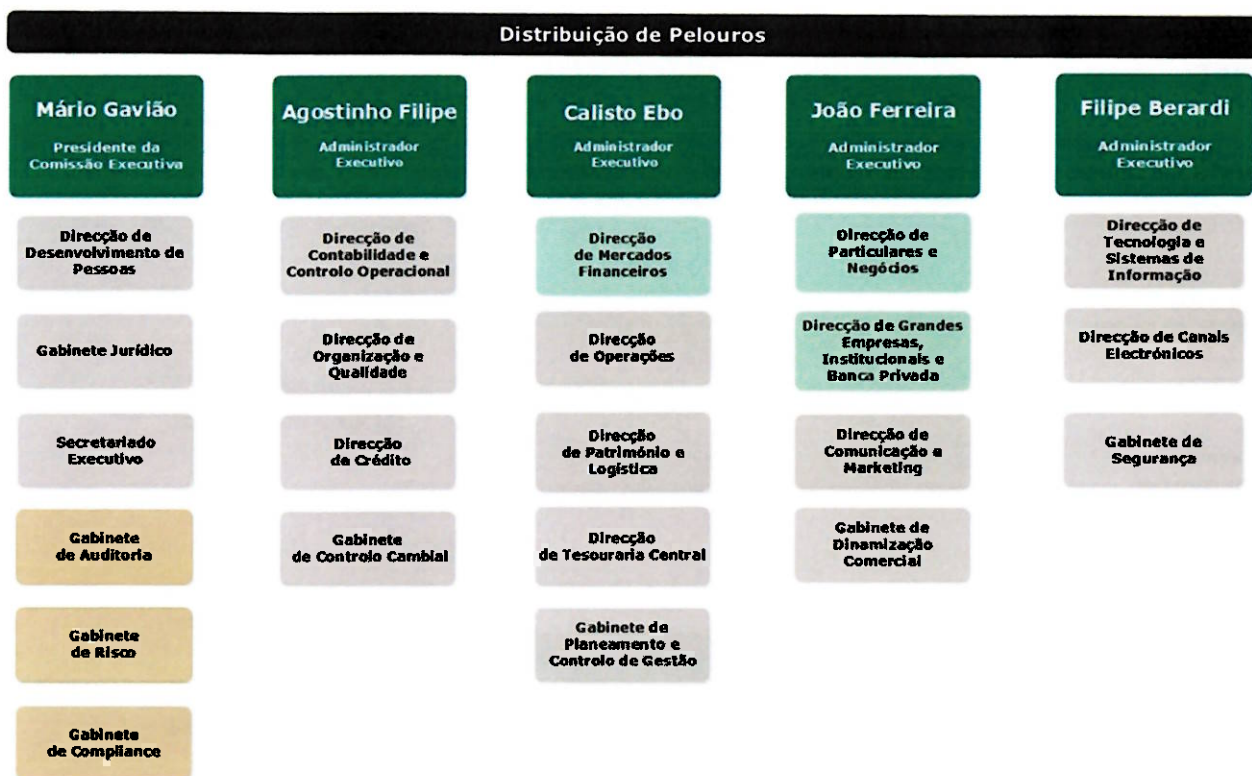 Distribuição de Pelouros
Mário Gavião
Presidente da
Comissão Executiva
Direcção de
Desenvolvimento de
Pessoas
Gabinete Jurídico
Secretariado
Executivo
Gabinete
de Auditoria
Gabinete
de Risco
Gabinete
de Compliance
Agostinho Filipe
Administrador
Executivo
Direcção de
Contabilidade e
Controlo Operacional
Direcção de
Organização e
Qualidade
Direcção
de Crédito
Gabinete
de Controlo Cambial
Calisto Ebo
Administrador
Executivo
Direcção
de Mercados
Financeiros
Direcção
de Operações
Direcção
de Património e
Logística
Direcção
de Tesouraria Central
Gabinete de
Planeamento e
Controlo de Gestão
João Ferreira
Administrador
Executivo
Direcção de
Particulares e
Negócios
Direcção de Grandes
Empresas,
Institucionais e
Banca Privada
Direcção de
Comunicação e
Marketing
Gabinete de
Dinamização
Comercial
Filipe Berardi
Administrador
Executivo
Direcção de
Tecnologia e
Sistemas de
Informação
Direcção de Canais
Electrónicos
Gabinete de
Segurança